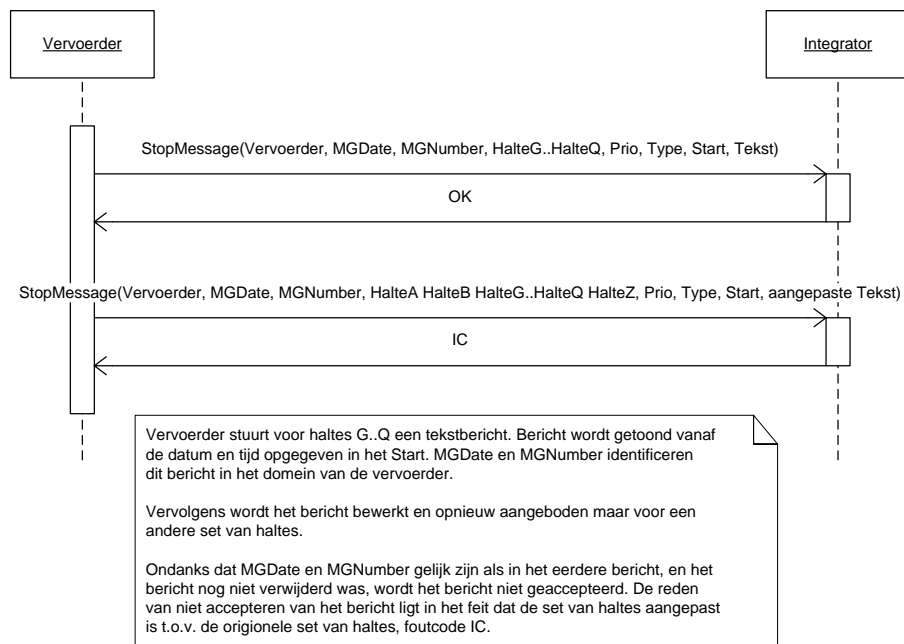 Vervoerder
Integrator
StopMessage(Vervoerder, MGDate, MGNumber, HalteG..HalteQ, Prio, Type, Start, Tekst)
OK
StopMessage(Vervoerder, MGDate, MGNumber, HalteA HalteB HalteG..HalteQ HalteZ, Prio, Type, Start, aangepaste Tekst)
IC
Vervoerder stuurt voor haltes G..Q een tekstbericht. Bericht wordt getoond vanaf
de datum en tijd opgegeven in het Start. MGDate en MGNumber identificeren
dit bericht in het domein van de vervoerder.
Vervolgens wordt het bericht bewerkt en opnieuw aangeboden maar voor een
andere set van haltes.
Ondanks dat MGDate en MGNumber gelijk zijn als in het eerdere bericht, en het
bericht nog niet verwijderd was, wordt het bericht niet geaccepteerd. De reden
van niet accepteren van het bericht ligt in het feit dat de set van haltes aangepast
is t.o.v. de origionele set van haltes, foutcode IC.